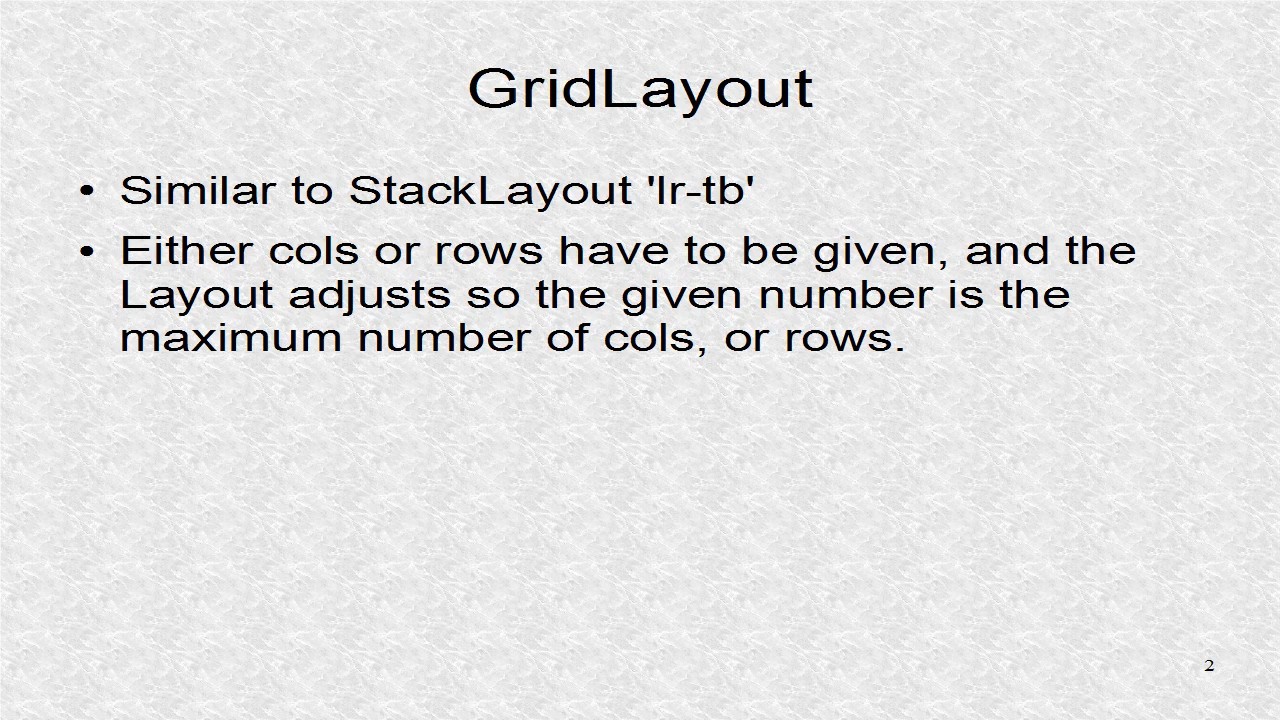 GridLayout
• Similar to StackLayout 'lr-tb'
• Either cols or rows have to be given, and the
Layout adjusts so the given number is the
maximum number of cols, or rows.
2